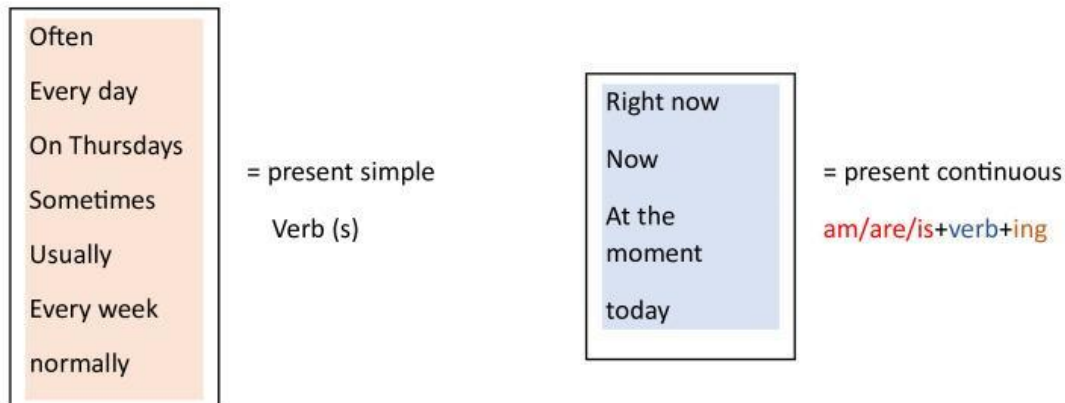 Often
Every day
On Thursdays
Sometimes
Usually
Every week
normally
= present simple
Verb (s)
Right now
Now
At the
moment
today
= present continuous
am/are/is+verb+ing